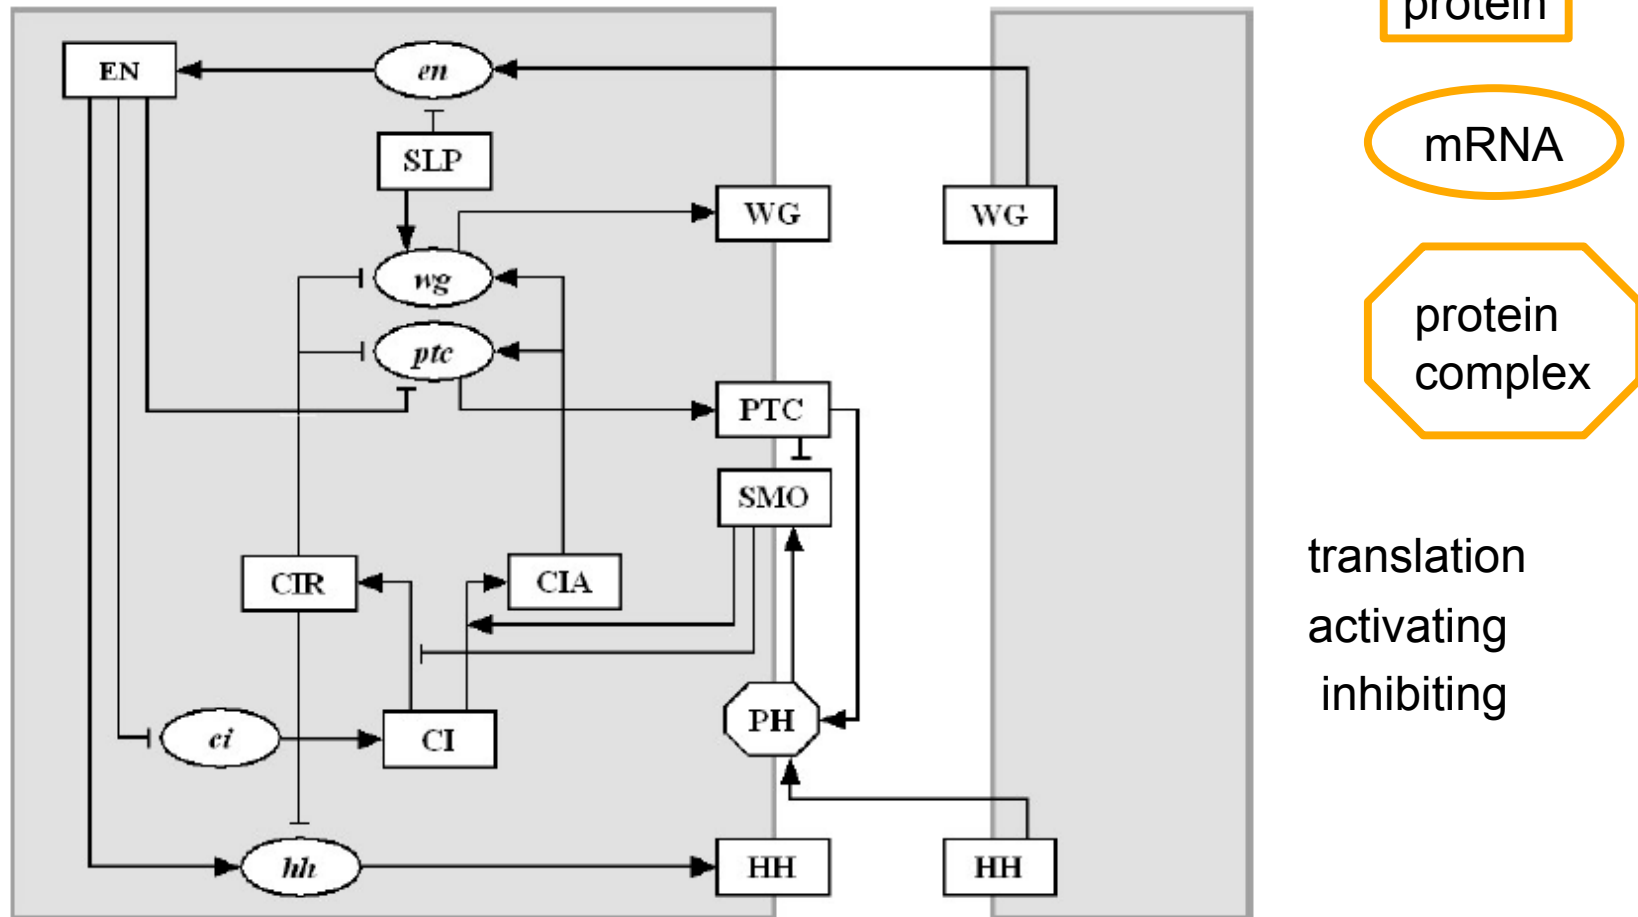 protein
EN
en
SLP
mRNA
WG
WG
wg
ptc
protein
complex
PTC
SMO
CIR
CIA
translation
activating
inhibiting
PH
ci
CI
hh
HH
HH